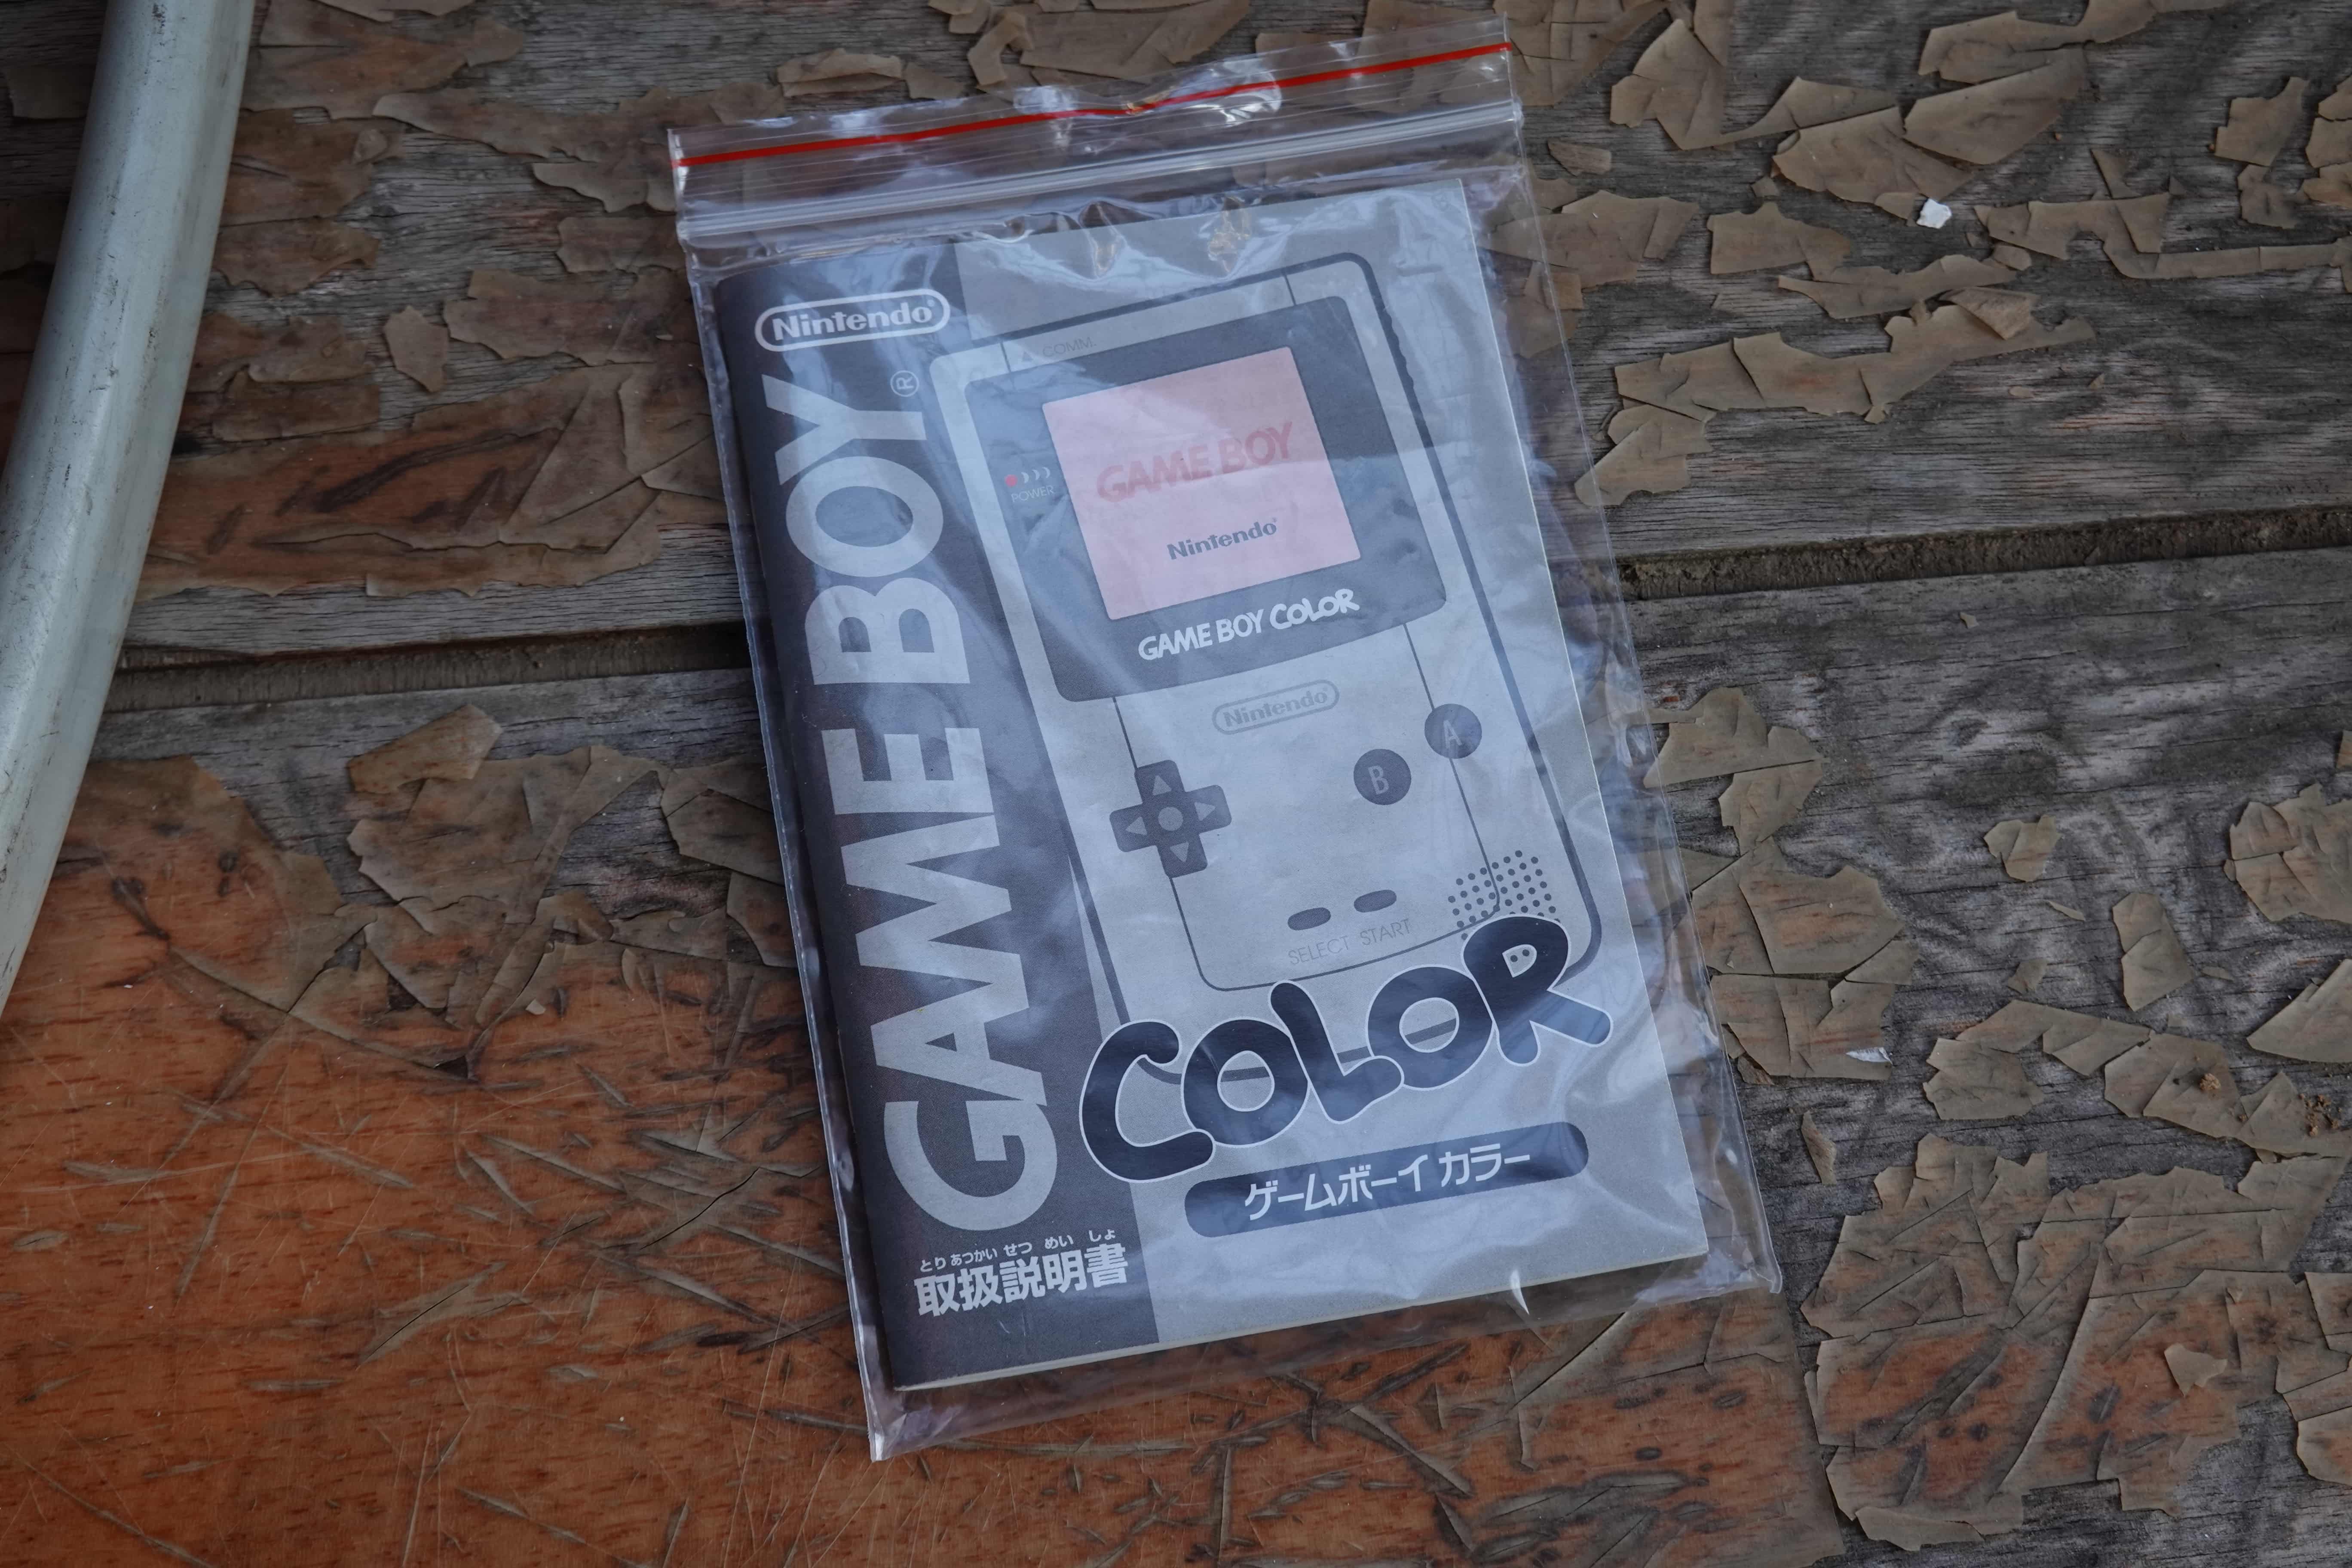 Nintendo®
GAME BOY®
COMM.
POWER
GAME BOY
Nintendo®
GAME BOY COLOR
Nintendo®
A
B
SELECT START
COLOR
ゲームボーイ カラー
とりあつかい せつ めい しょ
取扱説明書